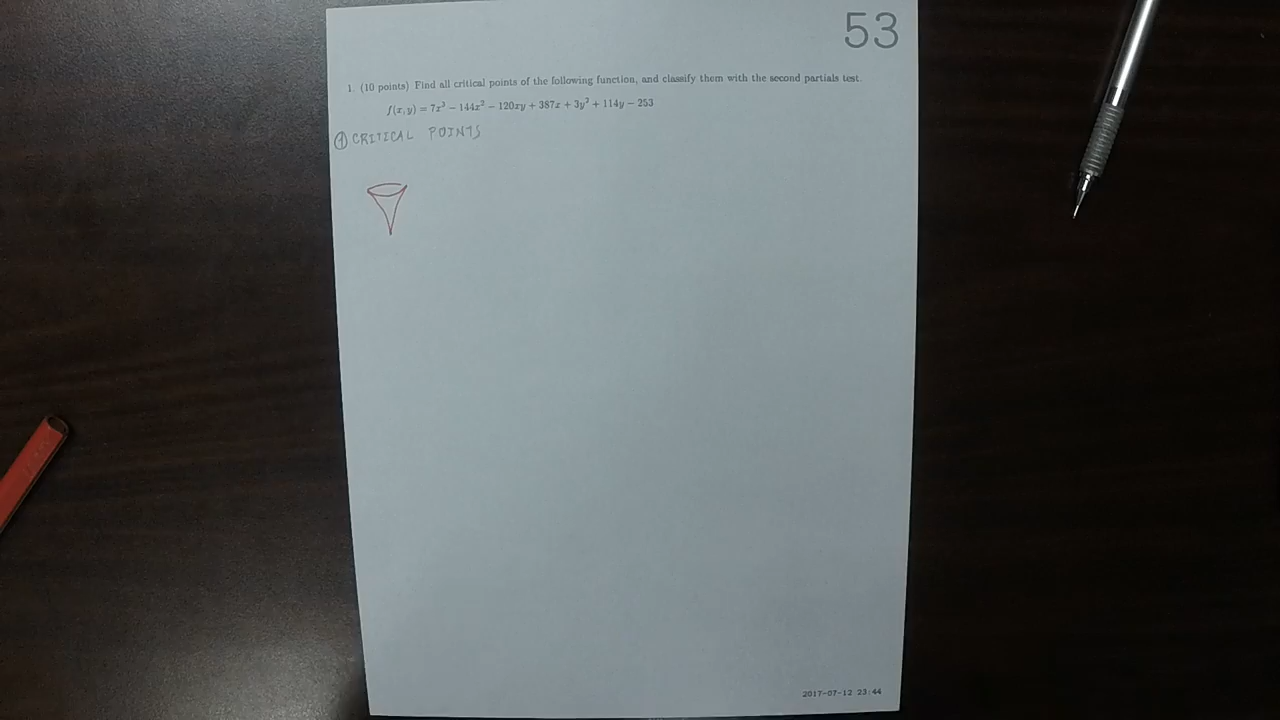 53
1. (10 points) Find all critical points of the following function, and classify them with the second partials test.
f(x, y) = 7x³ − 144x² − 120xy + 387x + 3y² + 114y − 253
① CRITICAL POINTS
2017-07-12 23:44